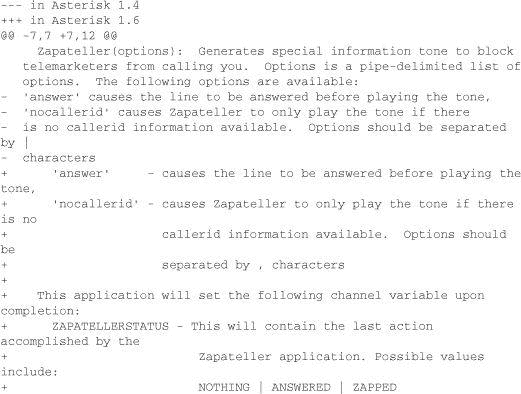 --- in Asterisk 1.4
+++ in Asterisk 1.6
@@ -7,7 +7,12 @@
Zapateller(options):  Generates special information tone to block
telemarketers from calling you.  Options is a pipe-delimited list of
options.  The following options are available:
-  'answer' causes the line to be answered before playing the tone,
-  'nocallerid' causes Zapateller to only play the tone if there
-  is no callerid information available.  Options should be separated
by |
-  characters
+      'answer'     - causes the line to be answered before playing the
tone,
+      'nocallerid' - causes Zapateller to only play the tone if there
is no
+                     callerid information available.  Options should
be
+                     separated by , characters
+
+    This application will set the following channel variable upon
completion:
+      ZAPATELLERSTATUS - This will contain the last action
accomplished by the
+                          Zapateller application. Possible values
include:
+                          NOTHING | ANSWERED | ZAPPED